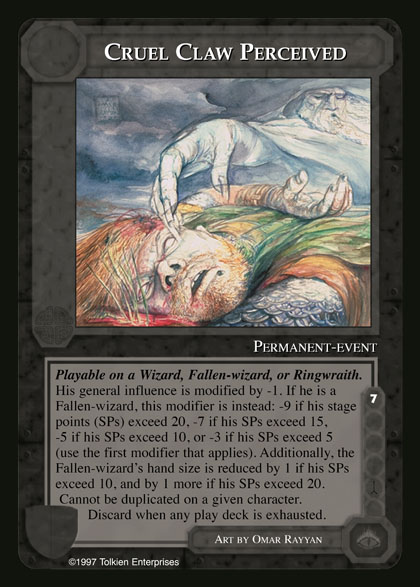 Cruel Claw Perceived
Permanent-event
Playable on a Wizard, Fallen-wizard, or Ringwraith.
His general influence is modified by -1. If he is a
Fallen-wizard, this modifier is instead: -9 if his stage
points (SPs) exceed 20, -7 if his SPs exceed 15,
-5 if his SPs exceed 10, or -3 if his SPs exceed 5
(use the first modifier that applies). Additionally, the
Fallen-wizard's hand size is reduced by 1 if his SPs
exceed 10, and by 1 more if his SPs exceed 20.
Cannot be duplicated on a given character.
Discard when any play deck is exhausted.
7
Art by Omar Rayyan
©1997 Tolkien Enterprises